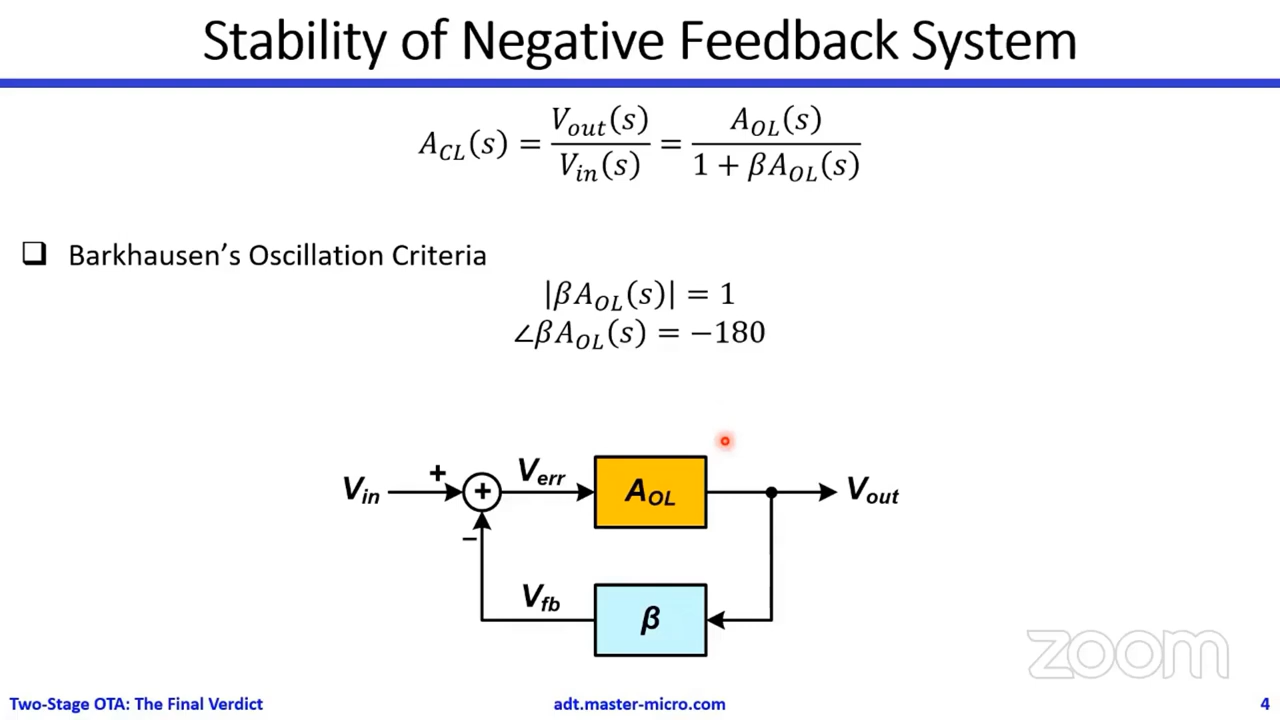 Stability of Negative Feedback System
A_CL(s) = V_out(s) / V_in(s) = A_OL(s) / 1 + βA_OL(s)
❑ Barkhausen’s Oscillation Criteria
|βA_OL(s)| = 1
∠βA_OL(s) = −180
V_in + + V_err A_OL V_out
−
V_fb β
zoom
Two-Stage OTA: The Final Verdict adt.master-micro.com 4